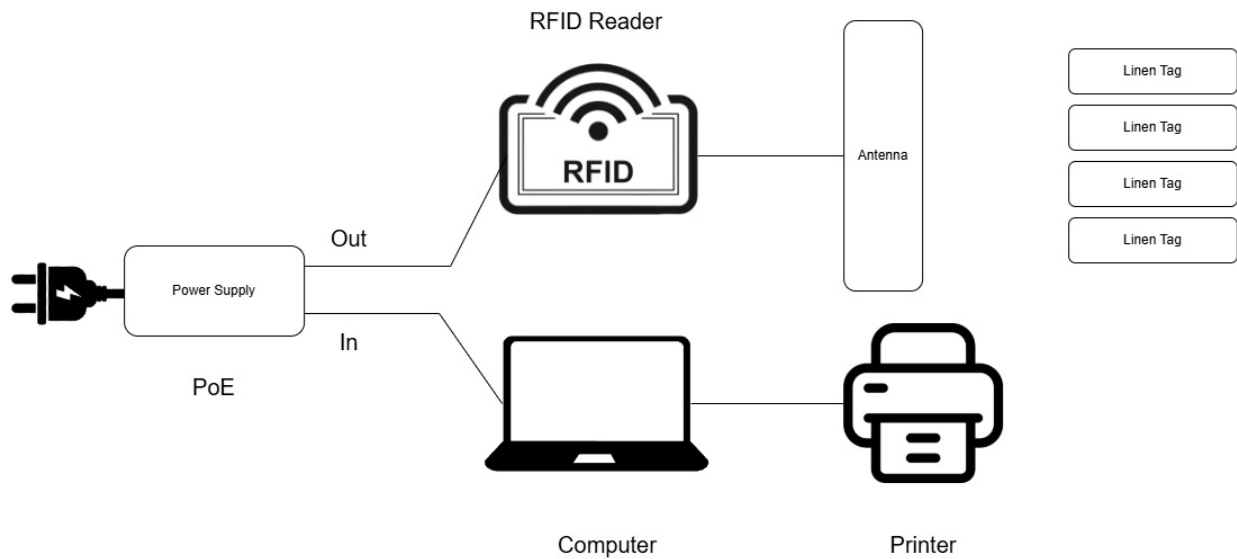 RFID Reader
RFID
Antenna
Linen Tag
Linen Tag
Linen Tag
Linen Tag
Out
Power Supply
In
PoE
Computer
Printer